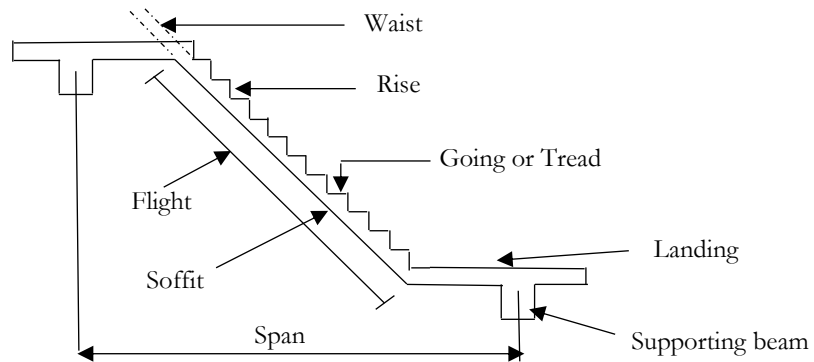 Waist
Rise
Going or Tread
Flight
Landing
Soffit
Span
Supporting beam